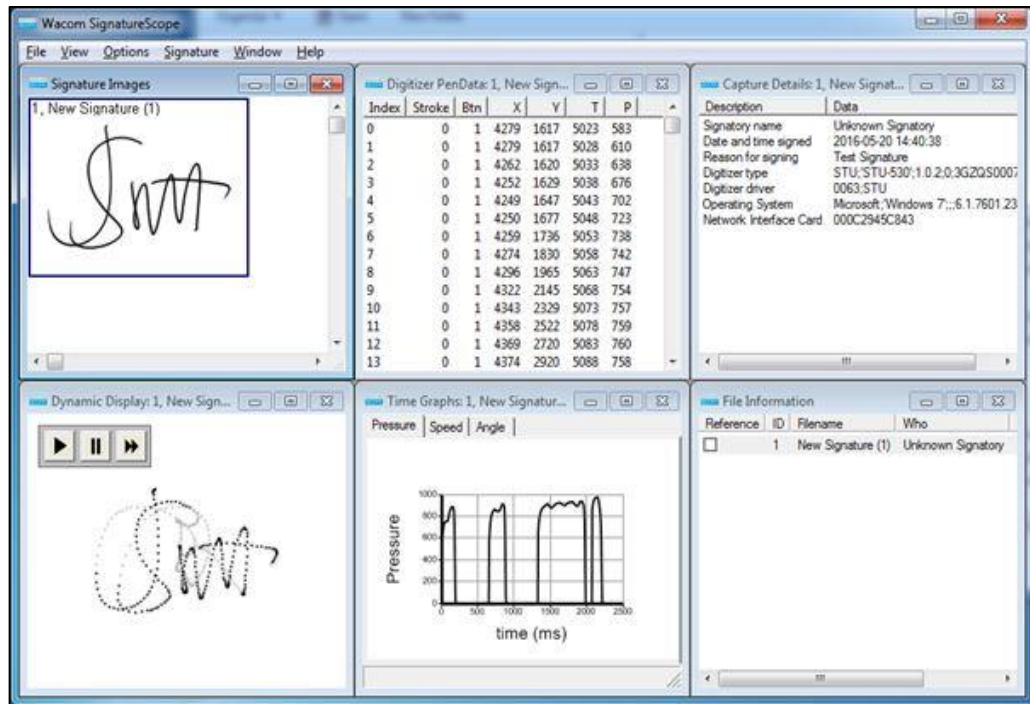 Wacom SignatureScope
File View Options Signature Window Help
Signature Images
1, New Signature (1)
Digitizer PenData: 1, New Sign...
Index Stroke Btn X Y T P
0 0 1 4279 1617 5023 583
1 0 1 4279 1617 5028 610
2 0 1 4262 1620 5033 638
3 0 1 4252 1629 5038 676
4 0 1 4249 1647 5043 702
5 0 1 4250 1677 5048 723
6 0 1 4259 1736 5053 738
7 0 1 4274 1830 5058 742
8 0 1 4296 1965 5063 747
9 0 1 4322 2145 5068 754
10 0 1 4343 2329 5073 757
11 0 1 4358 2522 5078 759
12 0 1 4369 2720 5083 760
13 0 1 4374 2920 5088 758
Capture Details: 1, New Signat...
Description Data
Signatory name Unknown Signatory
Date and time signed 2016-05-20 14:40:38
Reason for signing Test Signature
Digitizer type STU;'STU-530';1.0.2;0;3GZQS0007
Digitizer driver 0063;STU
Operating System Microsoft;'Windows 7';;;6.1.7601.23
Network Interface Card 000C2945C843
Dynamic Display: 1, New Sign...
Time Graphs: 1, New Signatur...
Pressure Speed Angle
1000
800
600
400
200
0
Pressure
0 500 1000 1500 2000 2500
time (ms)
File Information
Reference ID Filename Who
1 New Signature (1) Unknown Signatory